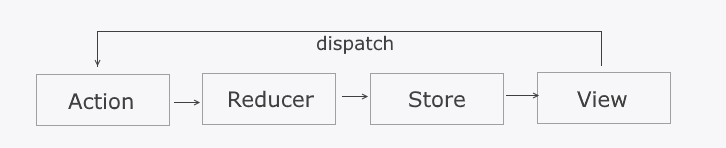 dispatch
Action
Reducer
Store
View